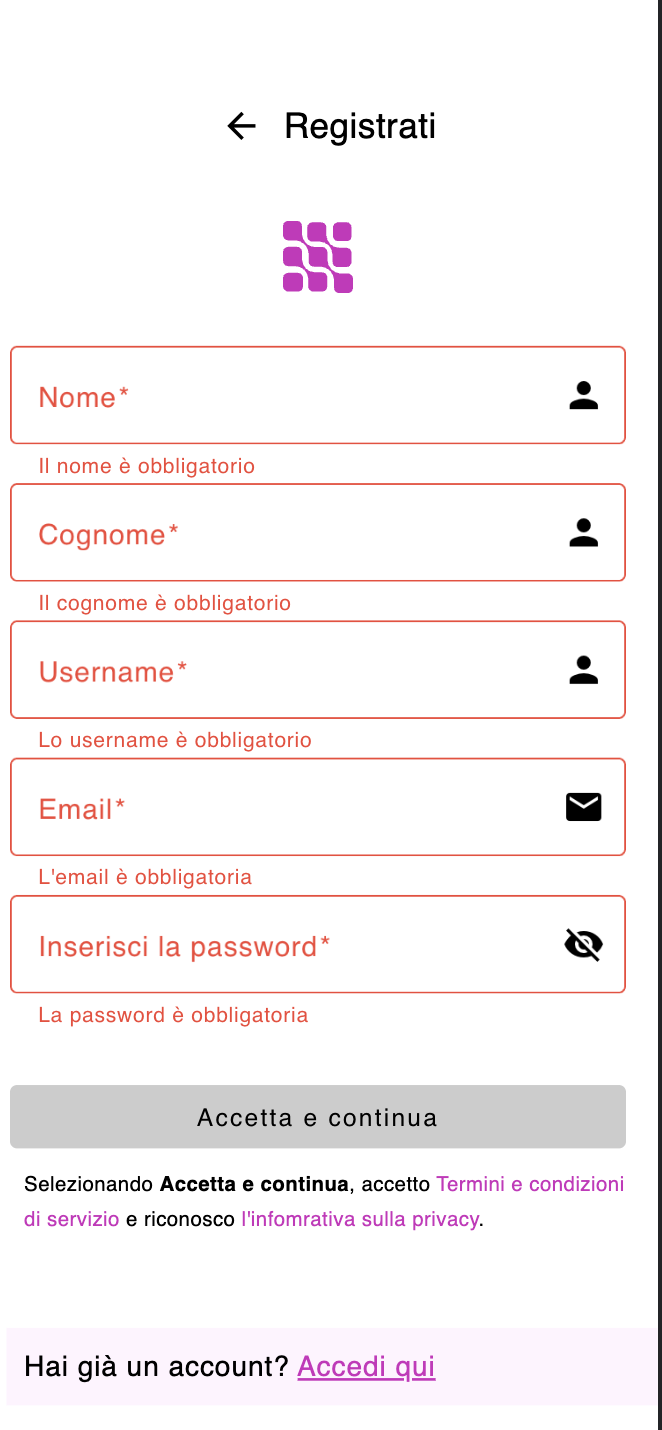 Registrati
Nome*
Il nome è obbligatorio
Cognome*
Il cognome è obbligatorio
Username*
Lo username è obbligatorio
Email*
L'email è obbligatoria
Inserisci la password*
La password è obbligatoria
Accetta e continua
Selezionando Accetta e continua, accetto Termini e condizioni
di servizio e riconosco l'infomrativa sulla privacy.
Hai già un account? Accedi qui